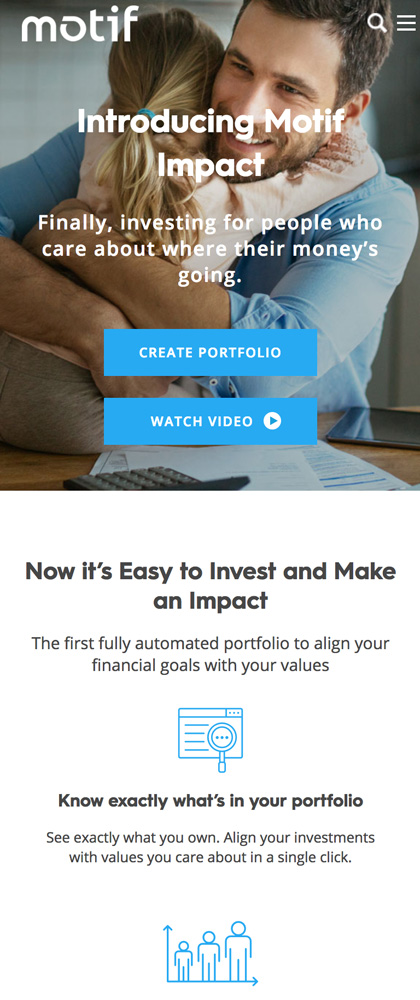 motif
Introducing Motif
Impact
Finally, investing for people who
care about where their money's
going.
CREATE PORTFOLIO
WATCH VIDEO
Now it's Easy to Invest and Make
an Impact
The first fully automated portfolio to align your
financial goals with your values
Know exactly what's in your portfolio
See exactly what you own. Align your investments
with values you care about in a single click.